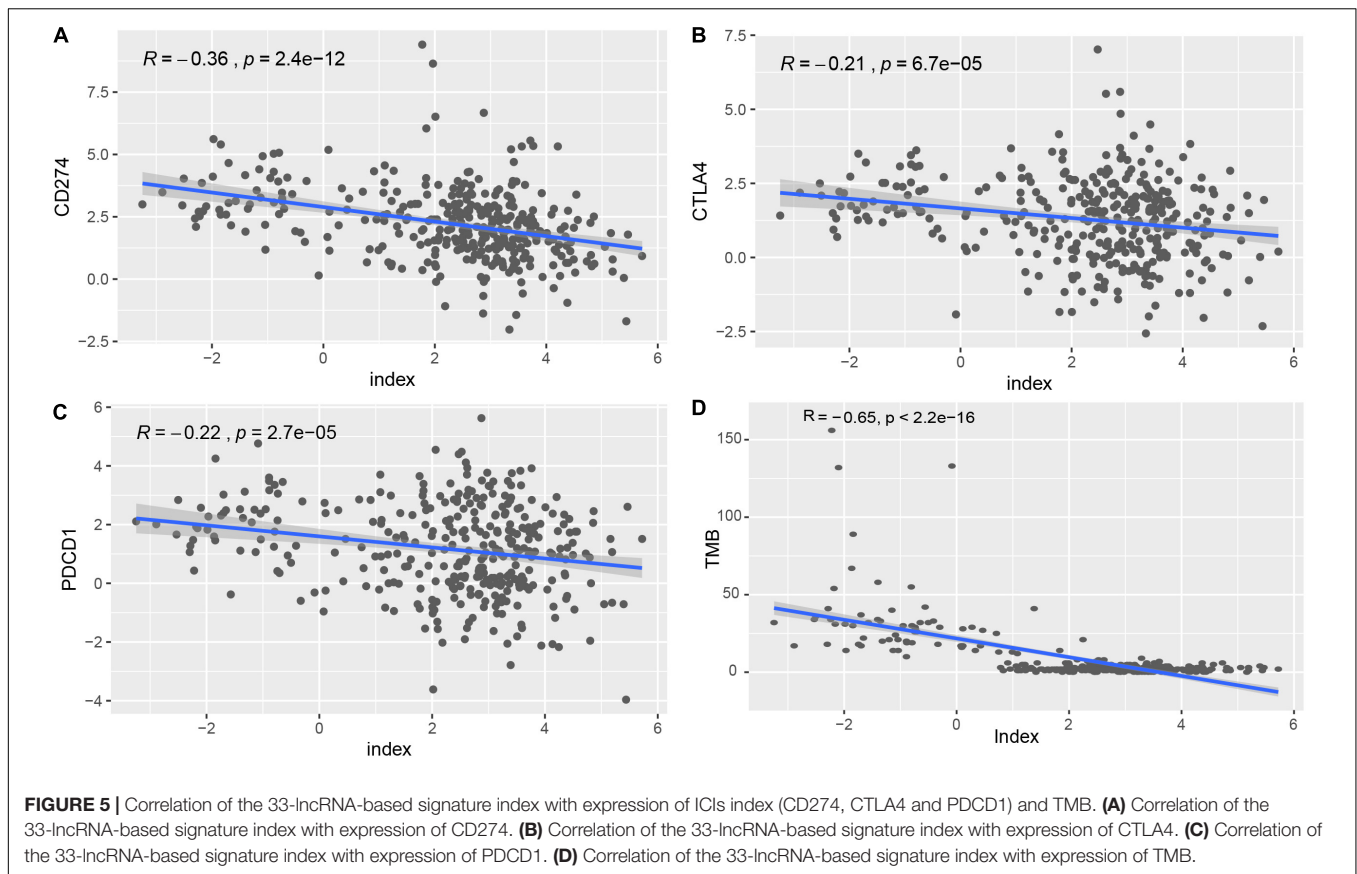 A
R = −0.36 , p = 2.4e−12
7.5
5.0
2.5
0.0
−2.5
CD274
−2 0 2 4 6
index
B
R = −0.21 , p = 6.7e−05
7.5
5.0
2.5
0.0
−2.5
CTLA4
−2 0 2 4 6
index
C
R = −0.22 , p = 2.7e−05
6
4
2
0
−2
−4
PDCD1
−2 0 2 4 6
index
D
R = −0.65, p < 2.2e−16
150
100
50
0
TMB
−2 0 2 4 6
Index
FIGURE 5 | Correlation of the 33-lncRNA-based signature index with expression of ICIs index (CD274, CTLA4 and PDCD1) and TMB. (A) Correlation of the
33-lncRNA-based signature index with expression of CD274. (B) Correlation of the 33-lncRNA-based signature index with expression of CTLA4. (C) Correlation of
the 33-lncRNA-based signature index with expression of PDCD1. (D) Correlation of the 33-lncRNA-based signature index with expression of TMB.